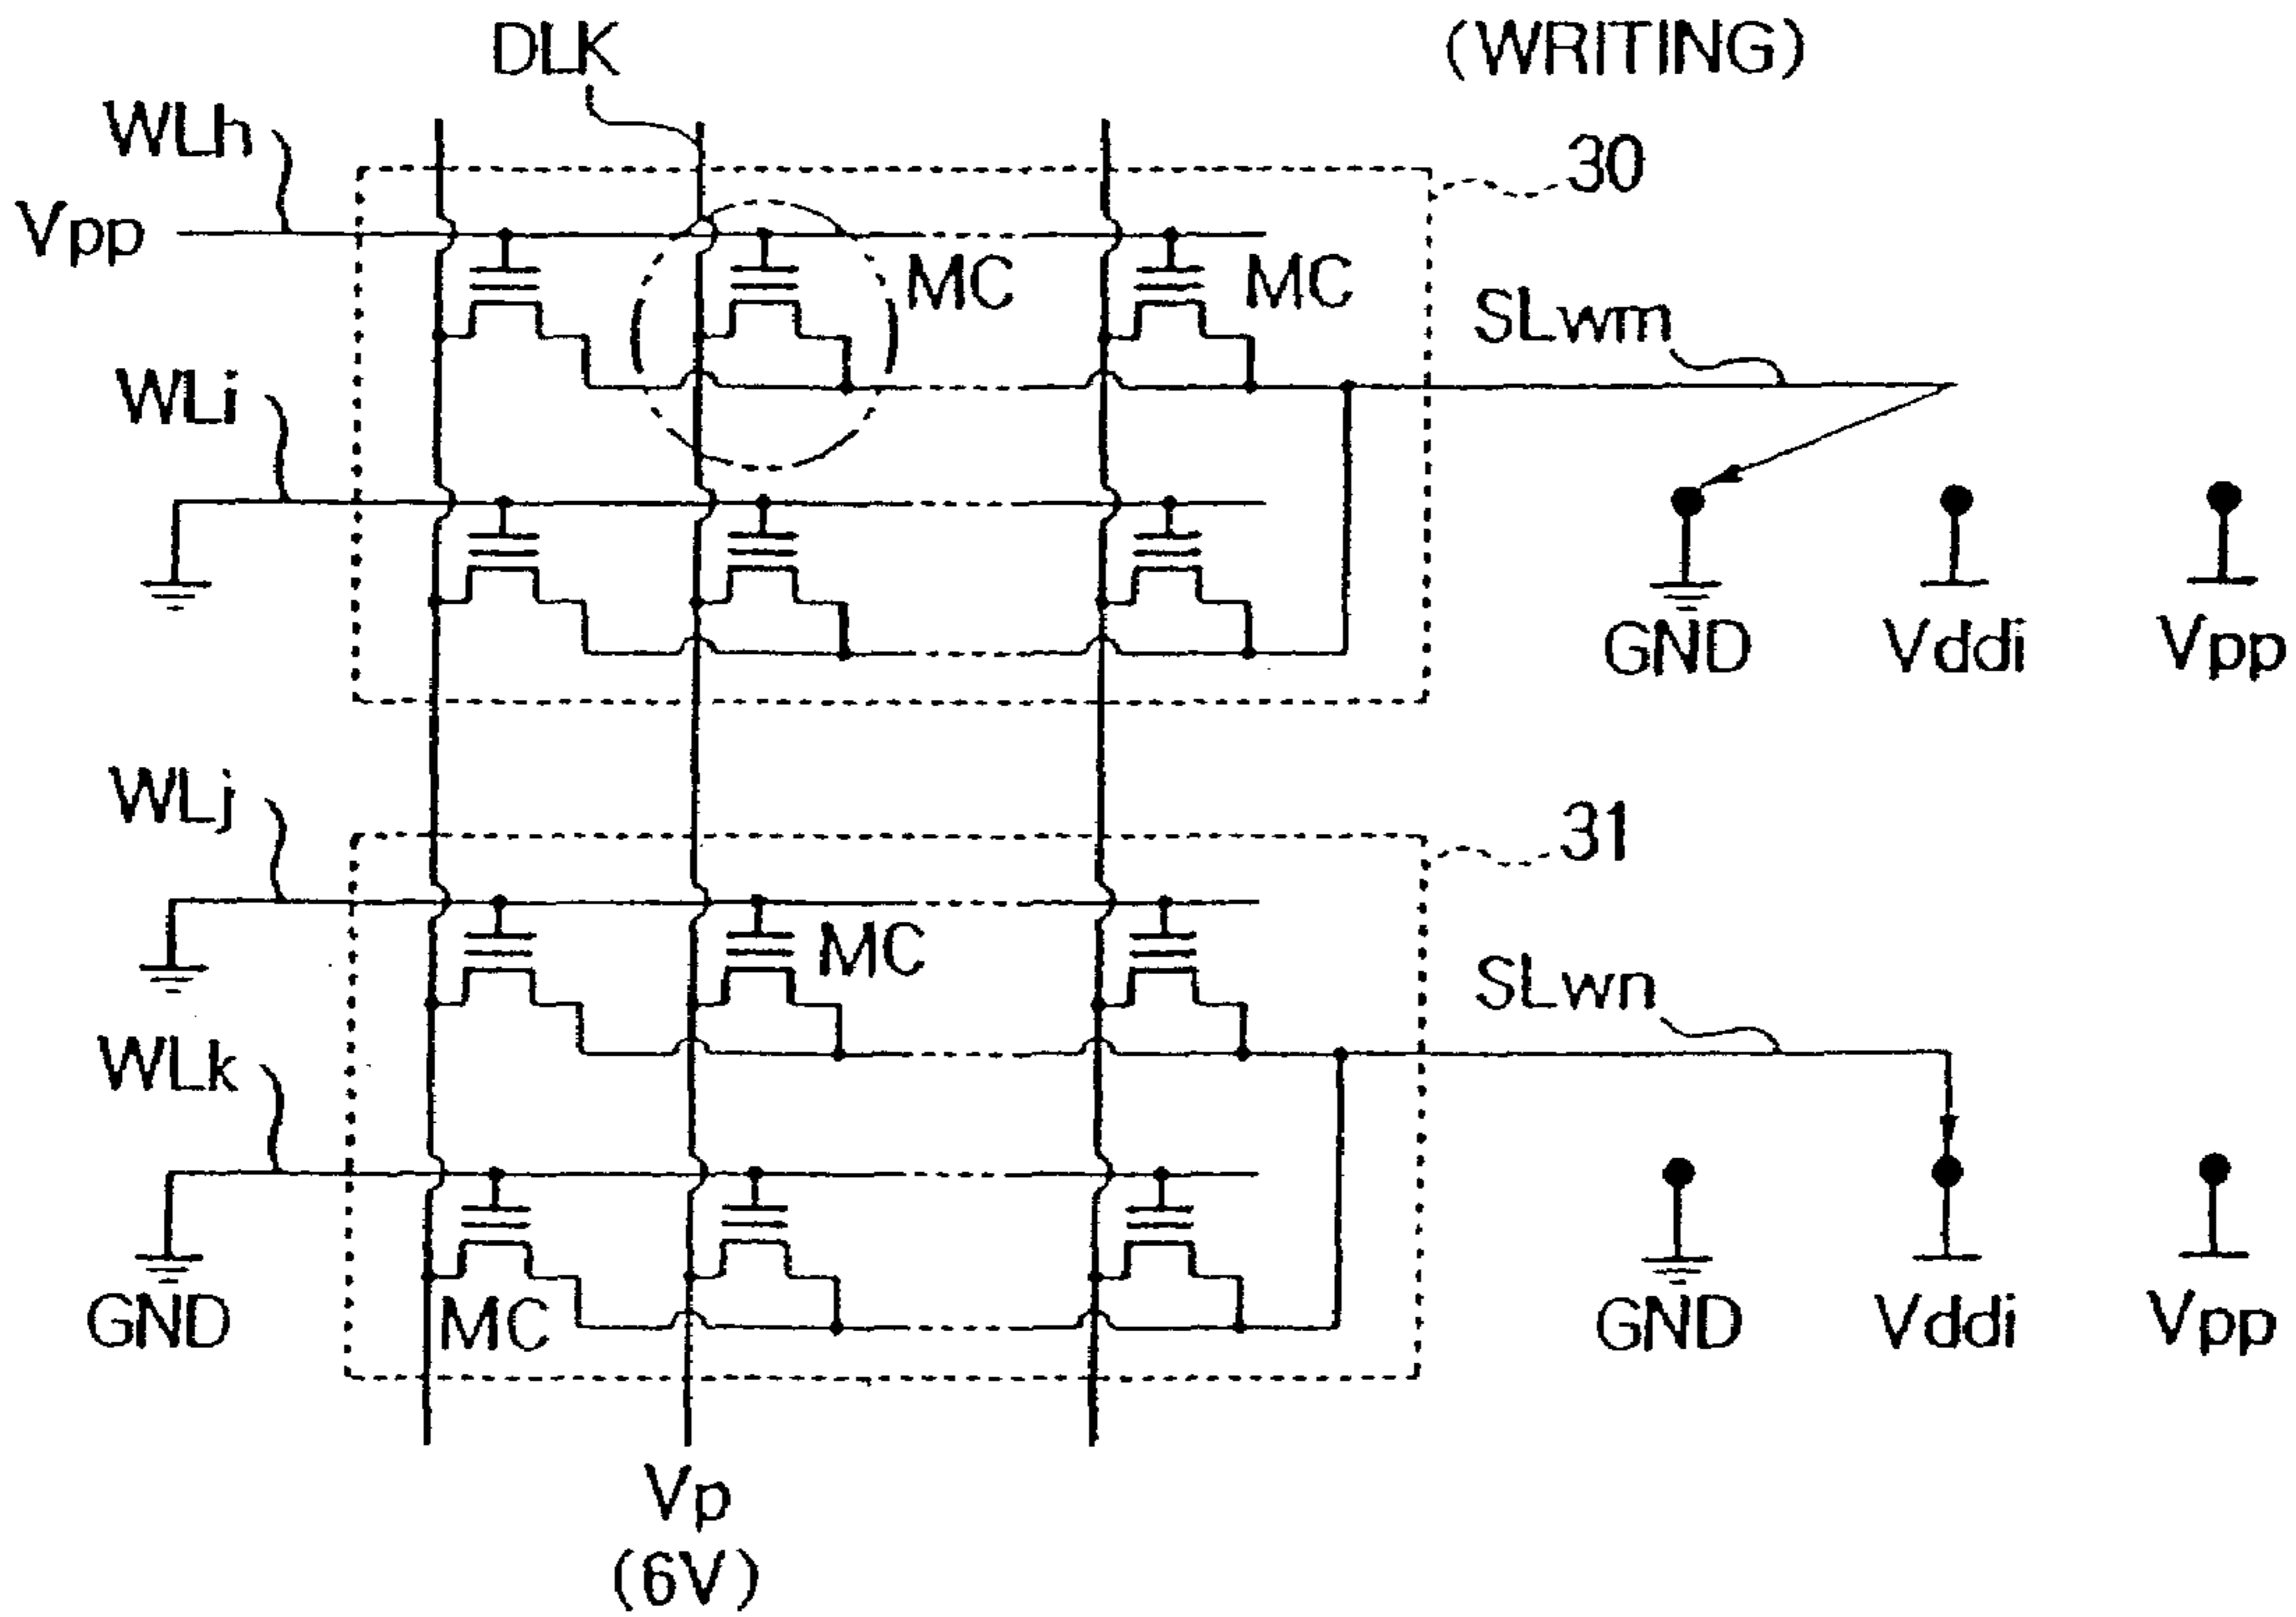 DLK
(WRITING)
WLh
30
Vpp
MC
MC
SLwm
WLi
GND
Vddi
Vpp
WLj
31
MC
SLwn
WLk
GND
MC
GND
Vddi
Vpp
Vp
(6V)